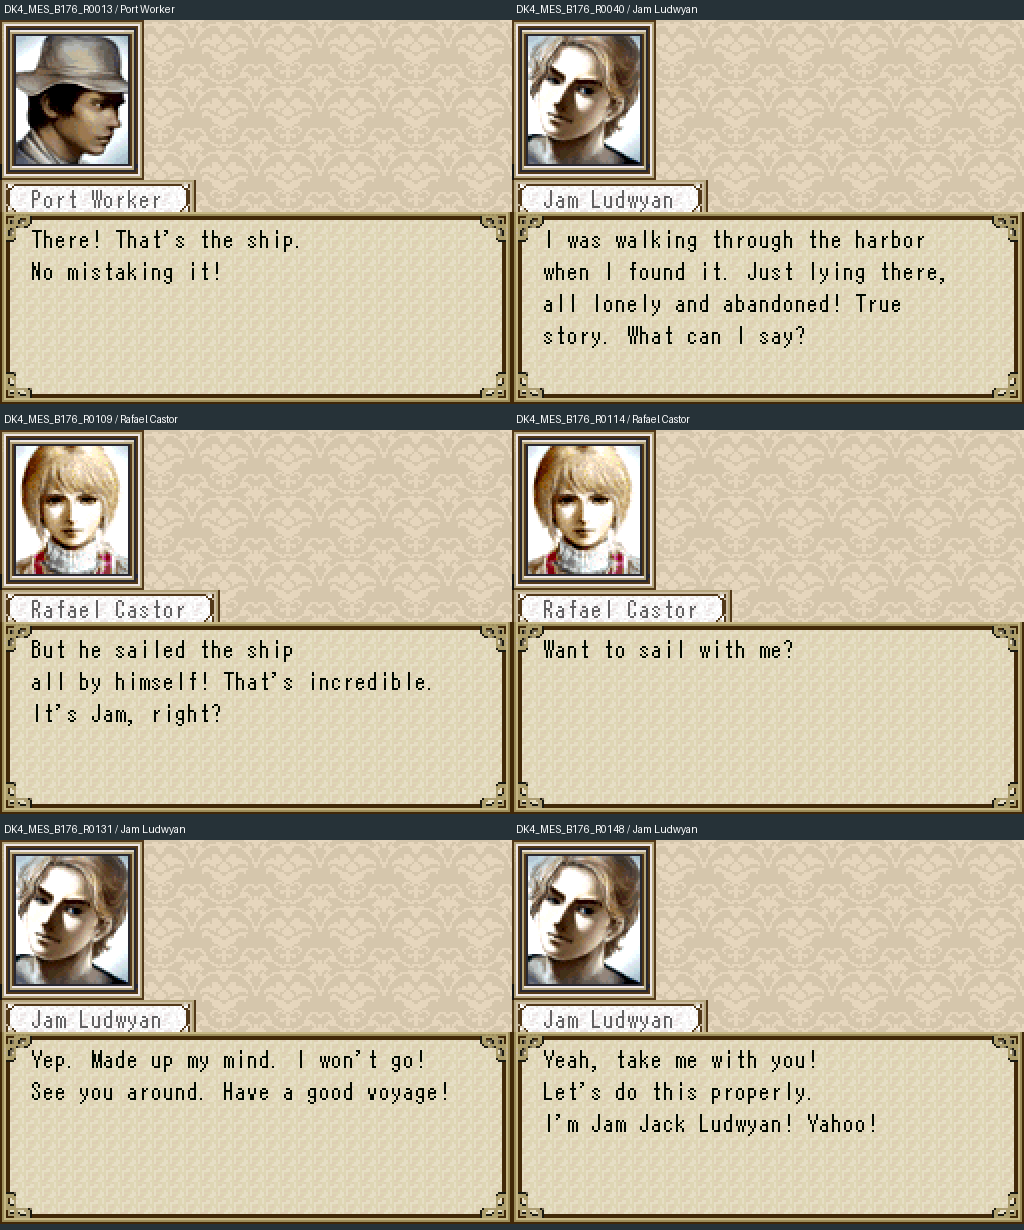 DK4_MES_B176_R0013 / Port Worker
Port Worker
There! That's the ship.
No mistaking it!
DK4_MES_B176_R0040 / Jam Ludwyan
Jam Ludwyan
I was walking through the harbor
when I found it. Just lying there,
all lonely and abandoned! True
story. What can I say?
DK4_MES_B176_R0109 / Rafael Castor
Rafael Castor
But he sailed the ship
all by himself! That's incredible.
It's Jam, right?
DK4_MES_B176_R0114 / Rafael Castor
Rafael Castor
Want to sail with me?
DK4_MES_B176_R0131 / Jam Ludwyan
Jam Ludwyan
Yep. Made up my mind. I won't go!
See you around. Have a good voyage!
DK4_MES_B176_R0148 / Jam Ludwyan
Jam Ludwyan
Yeah, take me with you!
Let's do this properly.
I'm Jam Jack Ludwyan! Yahoo!